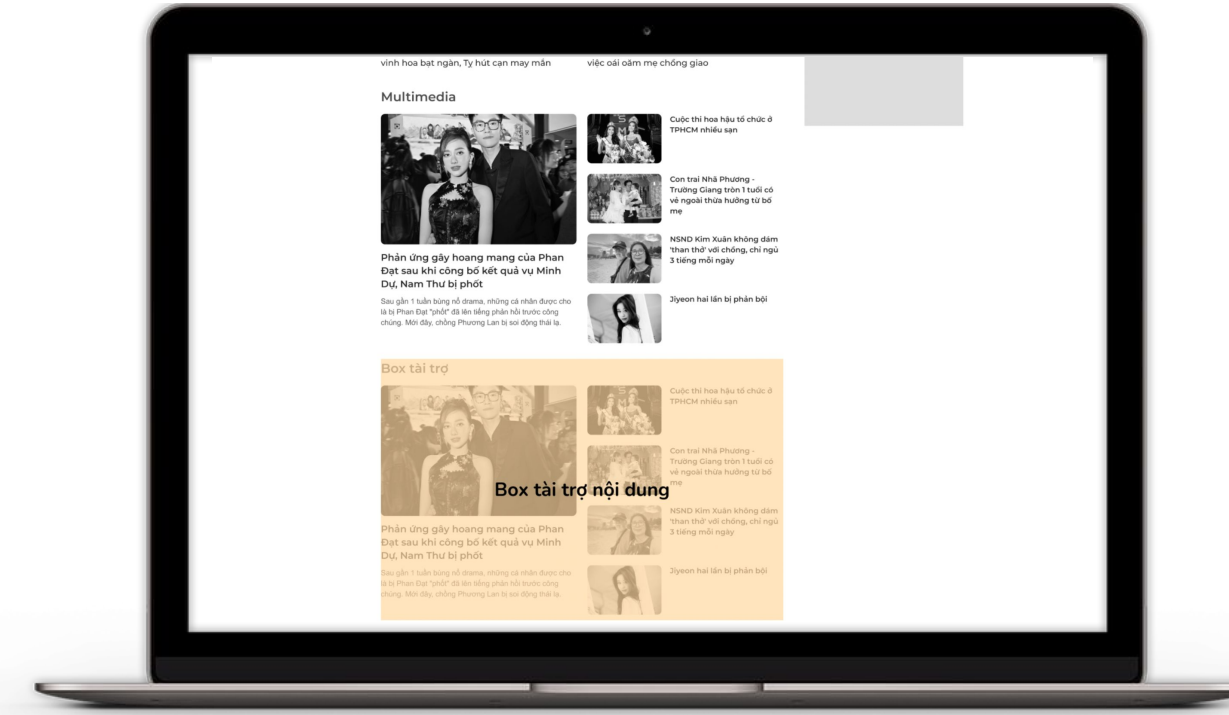 vinh hoa bạt ngàn, Tỵ hút cạn may mắn
việc oái oăm mẹ chồng giao
Multimedia
Phản ứng gây hoang mang của Phan
Đạt sau khi công bố kết quả vụ Minh
Dự, Nam Thư bị phốt
Sau gần 1 tuần bùng nổ drama, những cá nhân được cho
là bị Phan Đạt "phốt" đã lên tiếng phản hồi trước công
chúng. Mới đây, chồng Phương Lan bị soi động thái lạ.
Cuộc thi hoa hậu tổ chức ở
TPHCM nhiều sạn
Con trai Nhã Phương -
Trường Giang tròn 1 tuổi có
vẻ ngoài thừa hưởng từ bố
mẹ
NSND Kim Xuân không dám
'than thở' với chồng, chỉ ngủ
3 tiếng mỗi ngày
Jiyeon hai lần bị phản bội
Box tài trợ
Phản ứng gây hoang mang của Phan
Đạt sau khi công bố kết quả vụ Minh
Dự, Nam Thư bị phốt
Sau gần 1 tuần bùng nổ drama, những cá nhân được cho
là bị Phan Đạt "phốt" đã lên tiếng phản hồi trước công
chúng. Mới đây, chồng Phương Lan bị soi động thái lạ.
Cuộc thi hoa hậu tổ chức ở
TPHCM nhiều sạn
Con trai Nhã Phương -
Trường Giang tròn 1 tuổi có
vẻ ngoài thừa hưởng từ bố
mẹ
Box tài trợ nội dung
NSND Kim Xuân không dám
'than thở' với chồng, chỉ ngủ
3 tiếng mỗi ngày
Jiyeon hai lần bị phản bội